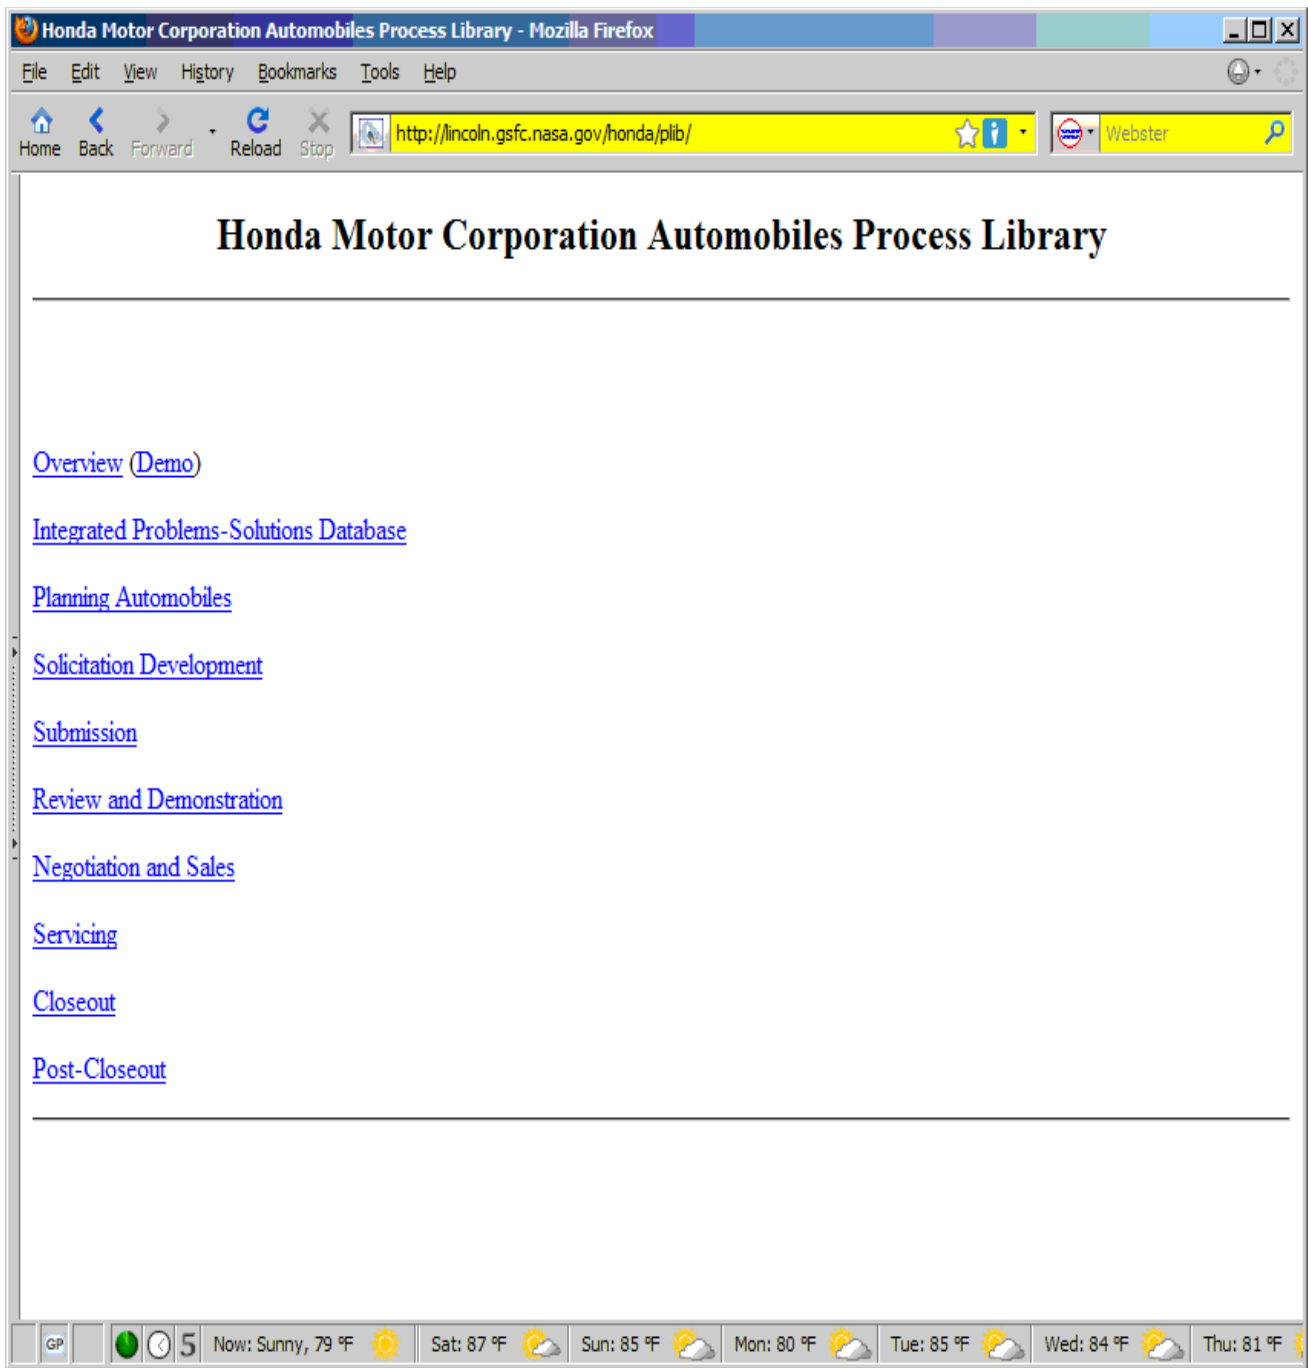 Honda Motor Corporation Automobiles Process Library - Mozilla Firefox
File Edit View History Bookmarks Tools Help
Home Back Forward Reload Stop http://lincoln.gsfc.nasa.gov/honda/plib/ Webster
Honda Motor Corporation Automobiles Process Library
Overview (Demo)
Integrated Problems-Solutions Database
Planning Automobiles
Solicitation Development
Submission
Review and Demonstration
Negotiation and Sales
Servicing
Closeout
Post-Closeout
GP 5 Now: Sunny, 79 °F Sat: 87 °F Sun: 85 °F Mon: 80 °F Tue: 85 °F Wed: 84 °F Thu: 81 °F